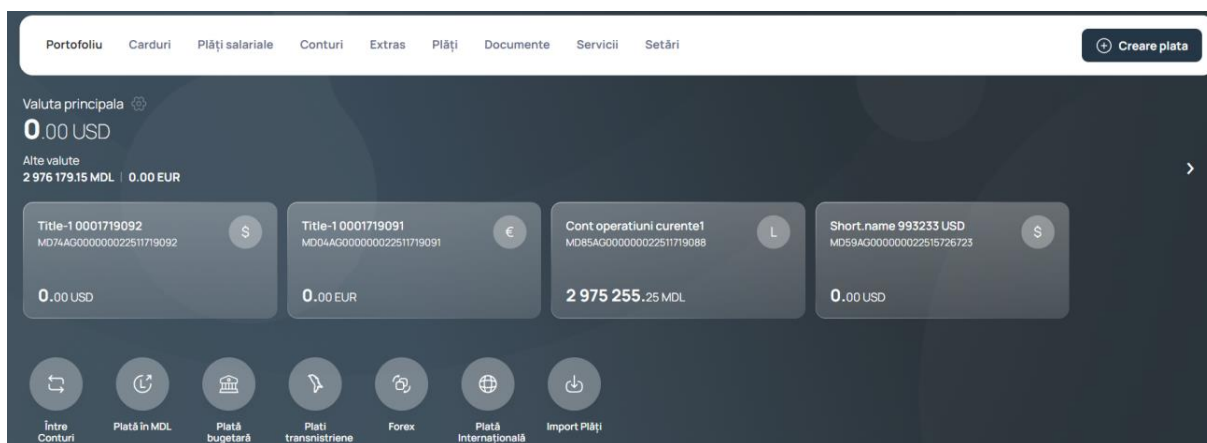 Portofoliu Carduri Plăți salariale Conturi Extras Plăți Documente Servicii Setări Creare plata
Valuta principala
0.00 USD
Alte valute
2 976 179.15 MDL | 0.00 EUR
Title-1 0001719092 $
MD74AG000000022511719092
0.00 USD
Title-1 0001719091 €
MD04AG000000022511719091
0.00 EUR
Cont operatiuni curente1 L
MD85AG000000022511719088
2 975 255.25 MDL
Short.name 993233 USD $
MD59AG000000022515726723
0.00 USD
Între
Conturi
Plată în MDL
Plată
bugetară
Plati
transnistriene
Forex
Plată
Internațională
Import Plăți